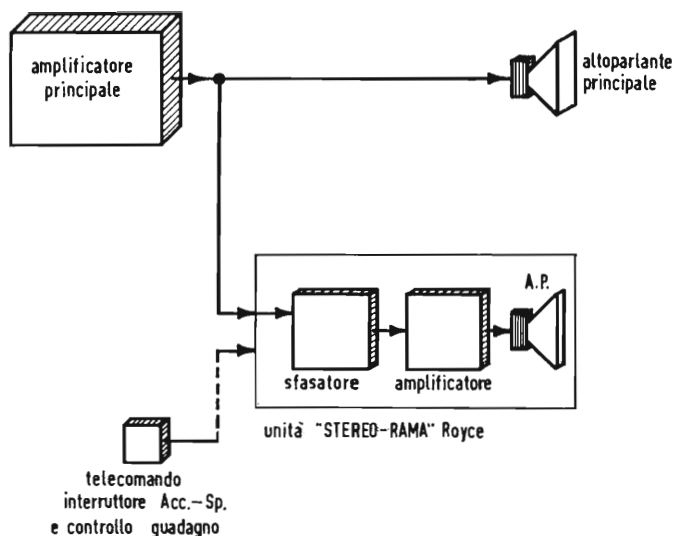 amplificatore
principale
altoparlante
principale
A.P.
sfasatore
amplificatore
unità "STEREO-RAMA" Royce
telecomando
interruttore Acc.-Sp.
e controllo guadagno